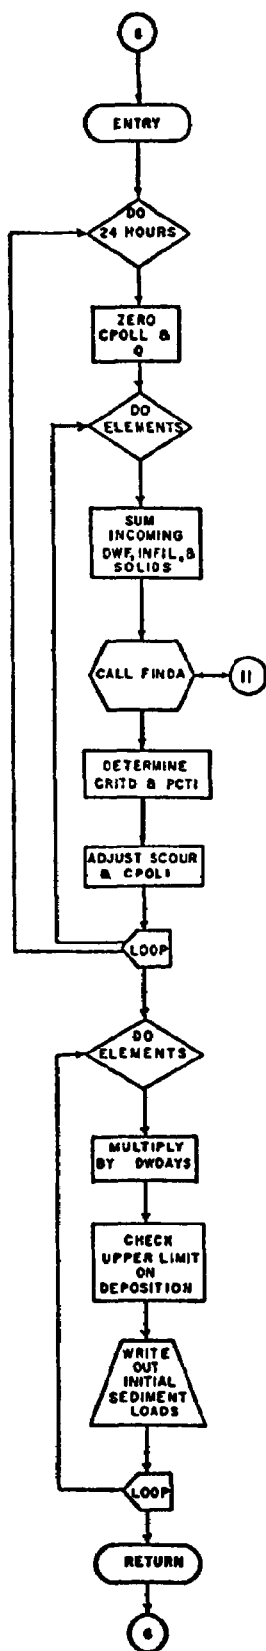 6
ENTRY
DO
24 HOURS
ZERO
CPOLL &
Q
DO
ELEMENTS
SUM
INCOMING
DWF, INFIL, &
SOLIDS
CALL FINDA
11
DETERMINE
CRITD & PCT1
ADJUST SCOUR
& CPOLL
LOOP
DO
ELEMENTS
MULTIPLY
BY DWDAYS
CHECK
UPPER LIMIT
ON
DEPOSITION
WRITE
OUT
INITIAL
SEDIMENT
LOADS
LOOP
RETURN
6